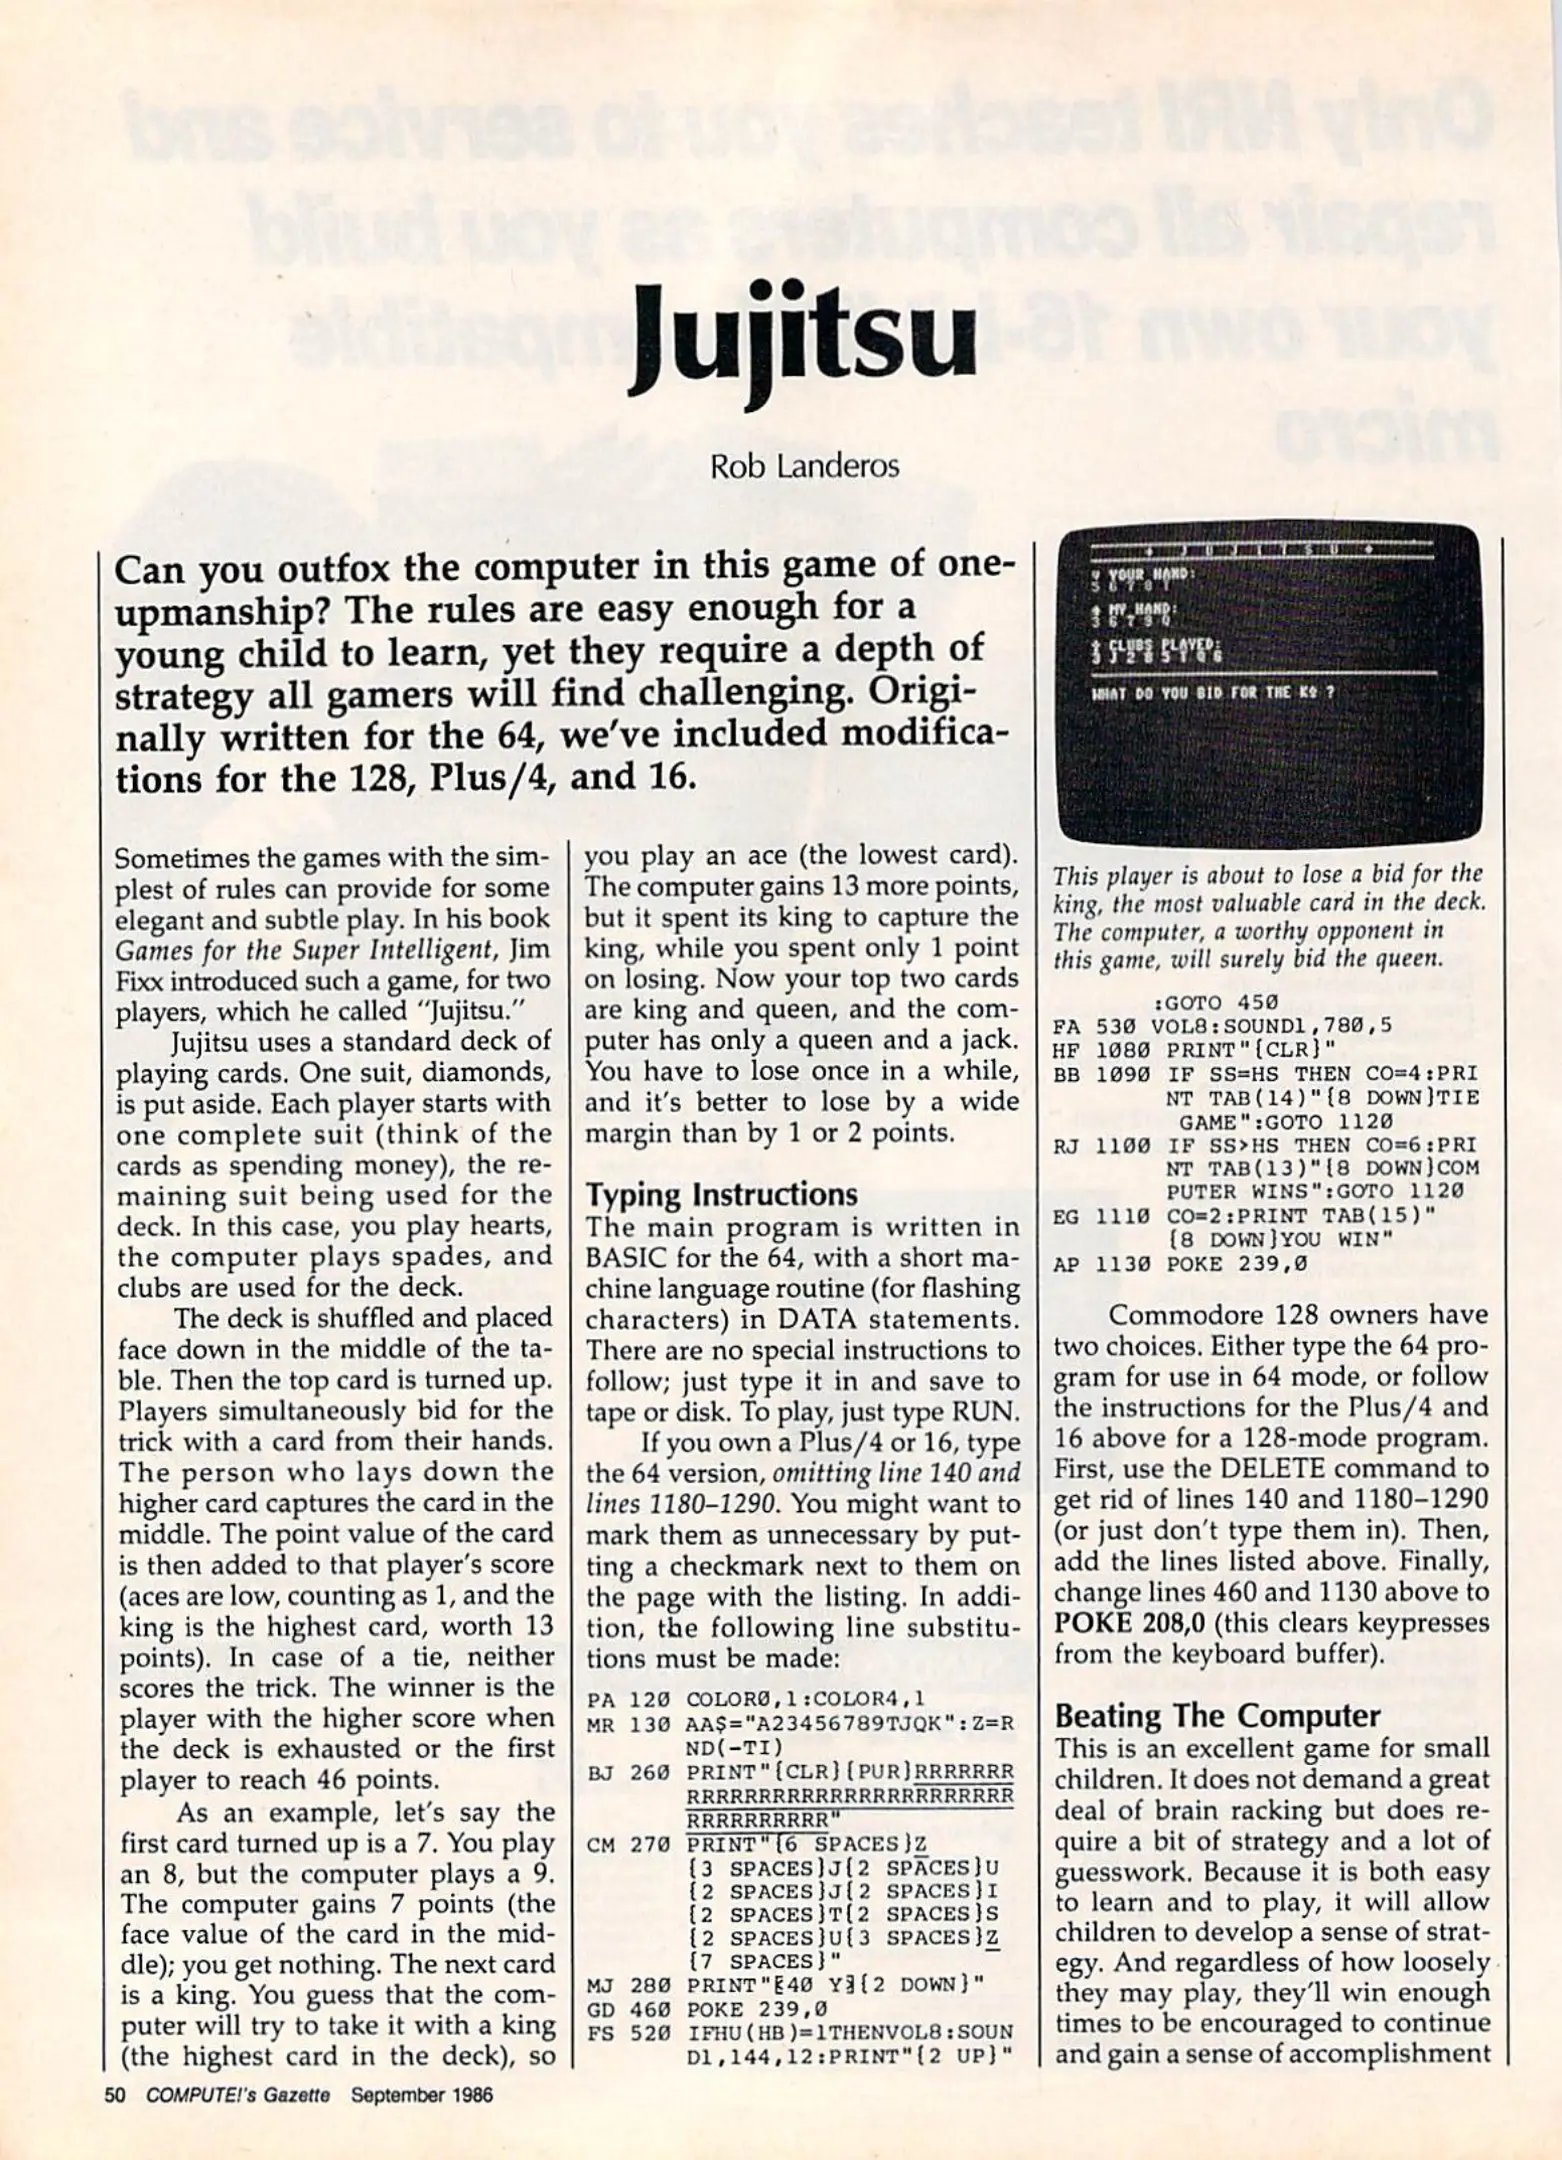 Jujitsu
Rob Landeros
Can you outfox the computer in this game of one-
upmanship? The rules are easy enough for a
young child to learn, yet they require a depth of
strategy all gamers will find challenging. Origi-
nally written for the 64, we've included modifica-
tions for the 128, Plus/4, and 16.
Sometimes the games with the sim-
plest of rules can provide for some
elegant and subtle play. In his book
Games for the Super Intelligent, Jim
Fixx introduced such a game, for two
players, which he called "Jujitsu."
Jujitsu uses a standard deck of
playing cards. One suit, diamonds,
is put aside. Each player starts with
one complete suit (think of the
cards as spending money), the re-
maining suit being used for the
deck. In this case, you play hearts,
the computer plays spades, and
clubs are used for the deck.
The deck is shuffled and placed
face down in the middle of the ta-
ble. Then the top card is turned up.
Players simultaneously bid for the
trick with a card from their hands.
The person who lays down the
higher card captures the card in the
middle. The point value of the card
is then added to that player's score
(aces are low, counting as 1, and the
king is the highest card, worth 13
points). In case of a tie, neither
scores the trick. The winner is the
player with the higher score when
the deck is exhausted or the first
player to reach 46 points.
As an example, let's say the
first card turned up is a 7. You play
an 8, but the computer plays a 9.
The computer gains 7 points (the
face value of the card in the mid-
dle); you get nothing. The next card
is a king. You guess that the com-
puter will try to take it with a king
(the highest card in the deck), so
you play an ace (the lowest card).
The computer gains 13 more points,
but it spent its king to capture the
king, while you spent only 1 point
on losing. Now your top two cards
are king and queen, and the com-
puter has only a queen and a jack.
You have to lose once in a while,
and it's better to lose by a wide
margin than by 1 or 2 points.
Typing Instructions
The main program is written in
BASIC for the 64, with a short ma-
chine language routine (for flashing
characters) in DATA statements.
There are no special instructions to
follow; just type it in and save to
tape or disk. To play, just type RUN.
If you own a Plus/4 or 16, type
the 64 version, omitting line 140 and
lines 1180–1290. You might want to
mark them as unnecessary by put-
ting a checkmark next to them on
the page with the listing. In addi-
tion, the following line substitu-
tions must be made:
PA 120 COLOR0,1:COLOR4,1
MR 130 AA$="A23456789TJQK":Z=R
ND(-TI)
BJ 260 PRINT"{CLR}{PUR}RRRRRRR
RRRRRRRRRRRRRRRRRRRRRRR
RRRRRRRRRR"
CM 270 PRINT"{6 SPACES}Z
{3 SPACES}J{2 SPACES}U
{2 SPACES}J{2 SPACES}I
{2 SPACES}T{2 SPACES}S
{2 SPACES}U{3 SPACES}Z
{7 SPACES}"
MJ 280 PRINT"[40 Y]{2 DOWN}"
GD 460 POKE 239,0
FS 520 IFHU(HB)=1THENVOL8:SOUN
D1,144,12:PRINT"{2 UP}"
♦ J U J I T S U ♦
♥ YOUR HAND:
♠ MY HAND:
3 6 7 9 Q
♣ CLUBS PLAYED:
WHAT DO YOU BID FOR THE K♣ ?
This player is about to lose a bid for the
king, the most valuable card in the deck.
The computer, a worthy opponent in
this game, will surely bid the queen.
:GOTO 450
FA 530 VOL8:SOUND1,780,5
HF 1080 PRINT"{CLR}"
BB 1090 IF SS=HS THEN CO=4:PRI
NT TAB(14)"{8 DOWN}TIE
GAME":GOTO 1120
RJ 1100 IF SS>HS THEN CO=6:PRI
NT TAB(13)"{8 DOWN}COM
PUTER WINS":GOTO 1120
EG 1110 CO=2:PRINT TAB(15)"
{8 DOWN}YOU WIN"
AP 1130 POKE 239,0
Commodore 128 owners have
two choices. Either type the 64 pro-
gram for use in 64 mode, or follow
the instructions for the Plus/4 and
16 above for a 128-mode program.
First, use the DELETE command to
get rid of lines 140 and 1180–1290
(or just don't type them in). Then,
add the lines listed above. Finally,
change lines 460 and 1130 above to
POKE 208,0 (this clears keypresses
from the keyboard buffer).
Beating The Computer
This is an excellent game for small
children. It does not demand a great
deal of brain racking but does re-
quire a bit of strategy and a lot of
guesswork. Because it is both easy
to learn and to play, it will allow
children to develop a sense of strat-
egy. And regardless of how loosely
they may play, they'll win enough
times to be encouraged to continue
and gain a sense of accomplishment
50 COMPUTE!'s Gazette September 1986